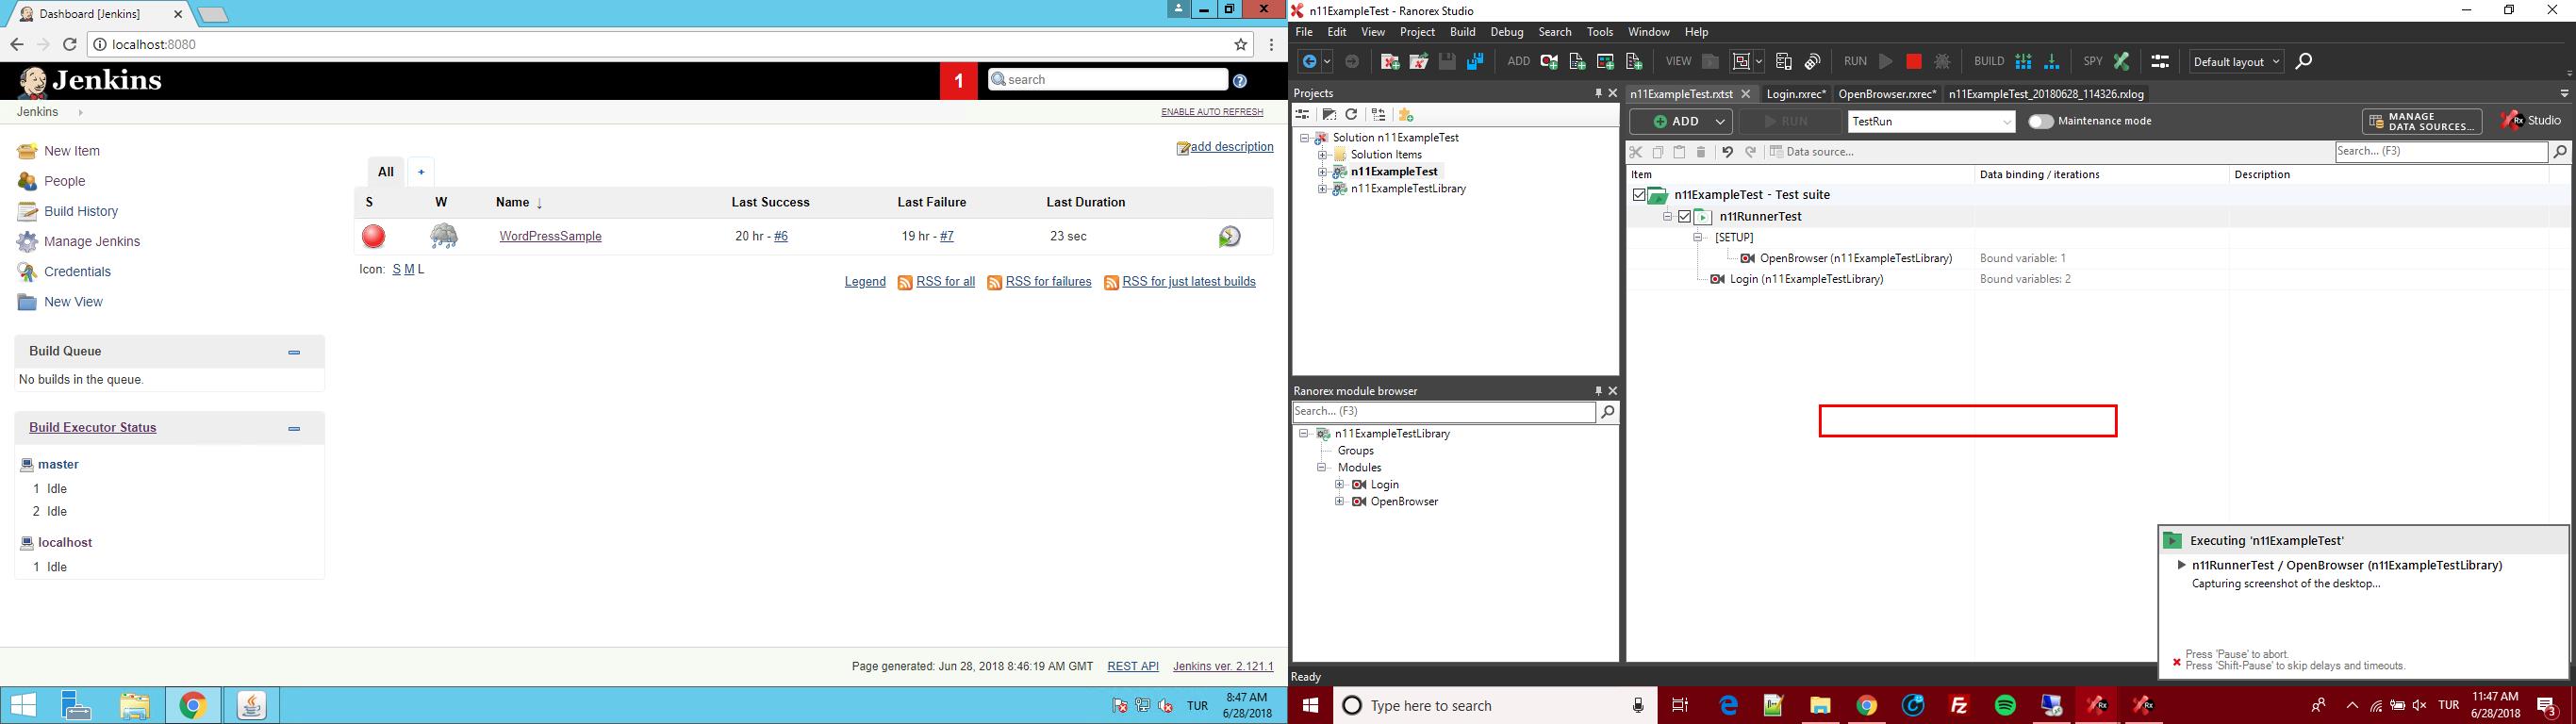 Dashboard [Jenkins]
localhost:8080
Jenkins
1
search
Jenkins
ENABLE AUTO REFRESH
New Item
People
Build History
Manage Jenkins
Credentials
New View
add description
All
+
S W Name ↓ Last Success Last Failure Last Duration
WordPressSample 20 hr - #6 19 hr - #7 23 sec
Icon: S M L
Legend RSS for all RSS for failures RSS for just latest builds
Build Queue
No builds in the queue.
Build Executor Status
master
1 Idle
2 Idle
localhost
1 Idle
Page generated: Jun 28, 2018 8:46:19 AM GMT REST API Jenkins ver. 2.121.1
TUR
8:47 AM
6/28/2018
n11ExampleTest - Ranorex Studio
File Edit View Project Build Debug Search Tools Window Help
ADD VIEW RUN BUILD SPY Default layout
Projects
Solution n11ExampleTest
Solution Items
n11ExampleTest
n11ExampleTestLibrary
Ranorex module browser
Search... (F3)
n11ExampleTestLibrary
Groups
Modules
Login
OpenBrowser
n11ExampleTest.rxtst Login.rxrec* OpenBrowser.rxrec* n11ExampleTest_20180628_114326.rxlog
ADD RUN TestRun Maintenance mode
MANAGE
DATA SOURCES...
Rx Studio
Data source...
Search... (F3)
Item Data binding / iterations Description
n11ExampleTest - Test suite
n11RunnerTest
[SETUP]
OpenBrowser (n11ExampleTestLibrary) Bound variable: 1
Login (n11ExampleTestLibrary) Bound variables: 2
Executing 'n11ExampleTest'
n11RunnerTest / OpenBrowser (n11ExampleTestLibrary)
Capturing screenshot of the desktop...
Press 'Pause' to abort.
Press 'Shift-Pause' to skip delays and timeouts.
Ready
Type here to search
TUR
11:47 AM
6/28/2018
3